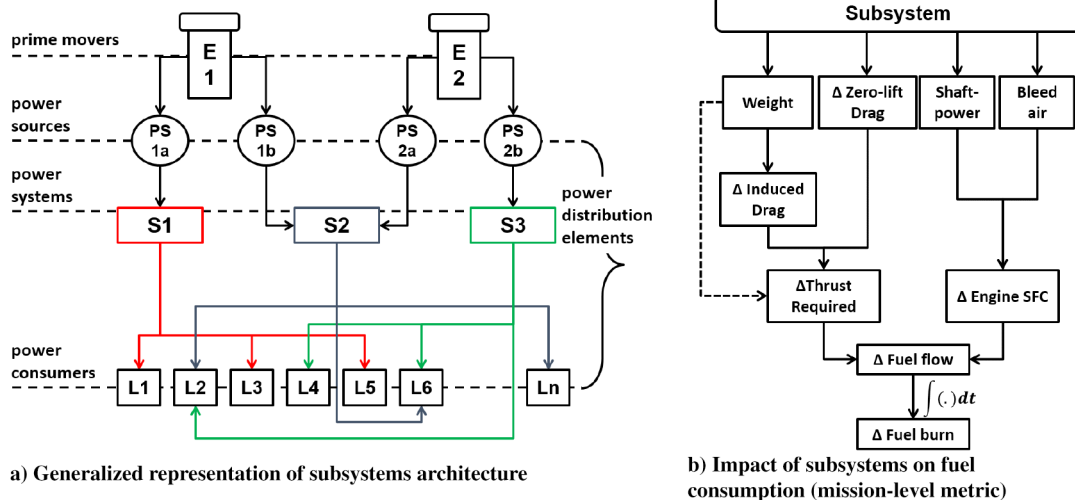 prime movers
E
1
E
2
power
sources
PS
1a
PS
1b
PS
2a
PS
2b
power
systems
S1
S2
S3
power
distribution
elements
power
consumers
L1
L2
L3
L4
L5
L6
Ln
a) Generalized representation of subsystems architecture
Subsystem
Weight
Δ Zero-lift
Drag
Shaft-
power
Bleed
air
Δ Induced
Drag
ΔThrust
Required
Δ Engine SFC
Δ Fuel flow
∫(.)dt
Δ Fuel burn
b) Impact of subsystems on fuel
consumption (mission-level metric)